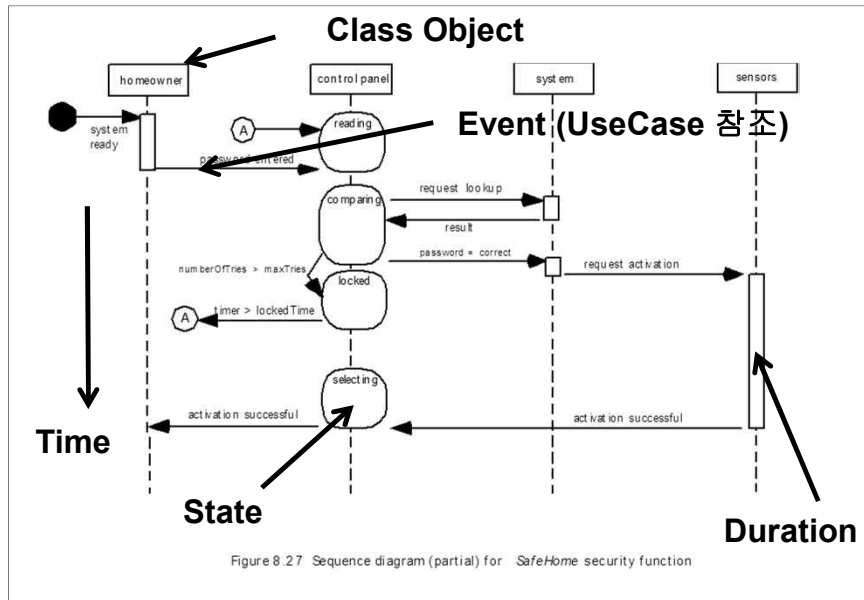 Class Object
homeowner
control panel
system
sensors
system
ready
A
reading
Event (UseCase 참조)
password entered
comparing
request lookup
result
numberOfTries > maxTries
password = correct
request activation
locked
A
timer > lockedTime
selecting
activation successful
activation successful
Time
State
Duration
Figure 8.27 Sequence diagram (partial) for SafeHome security function